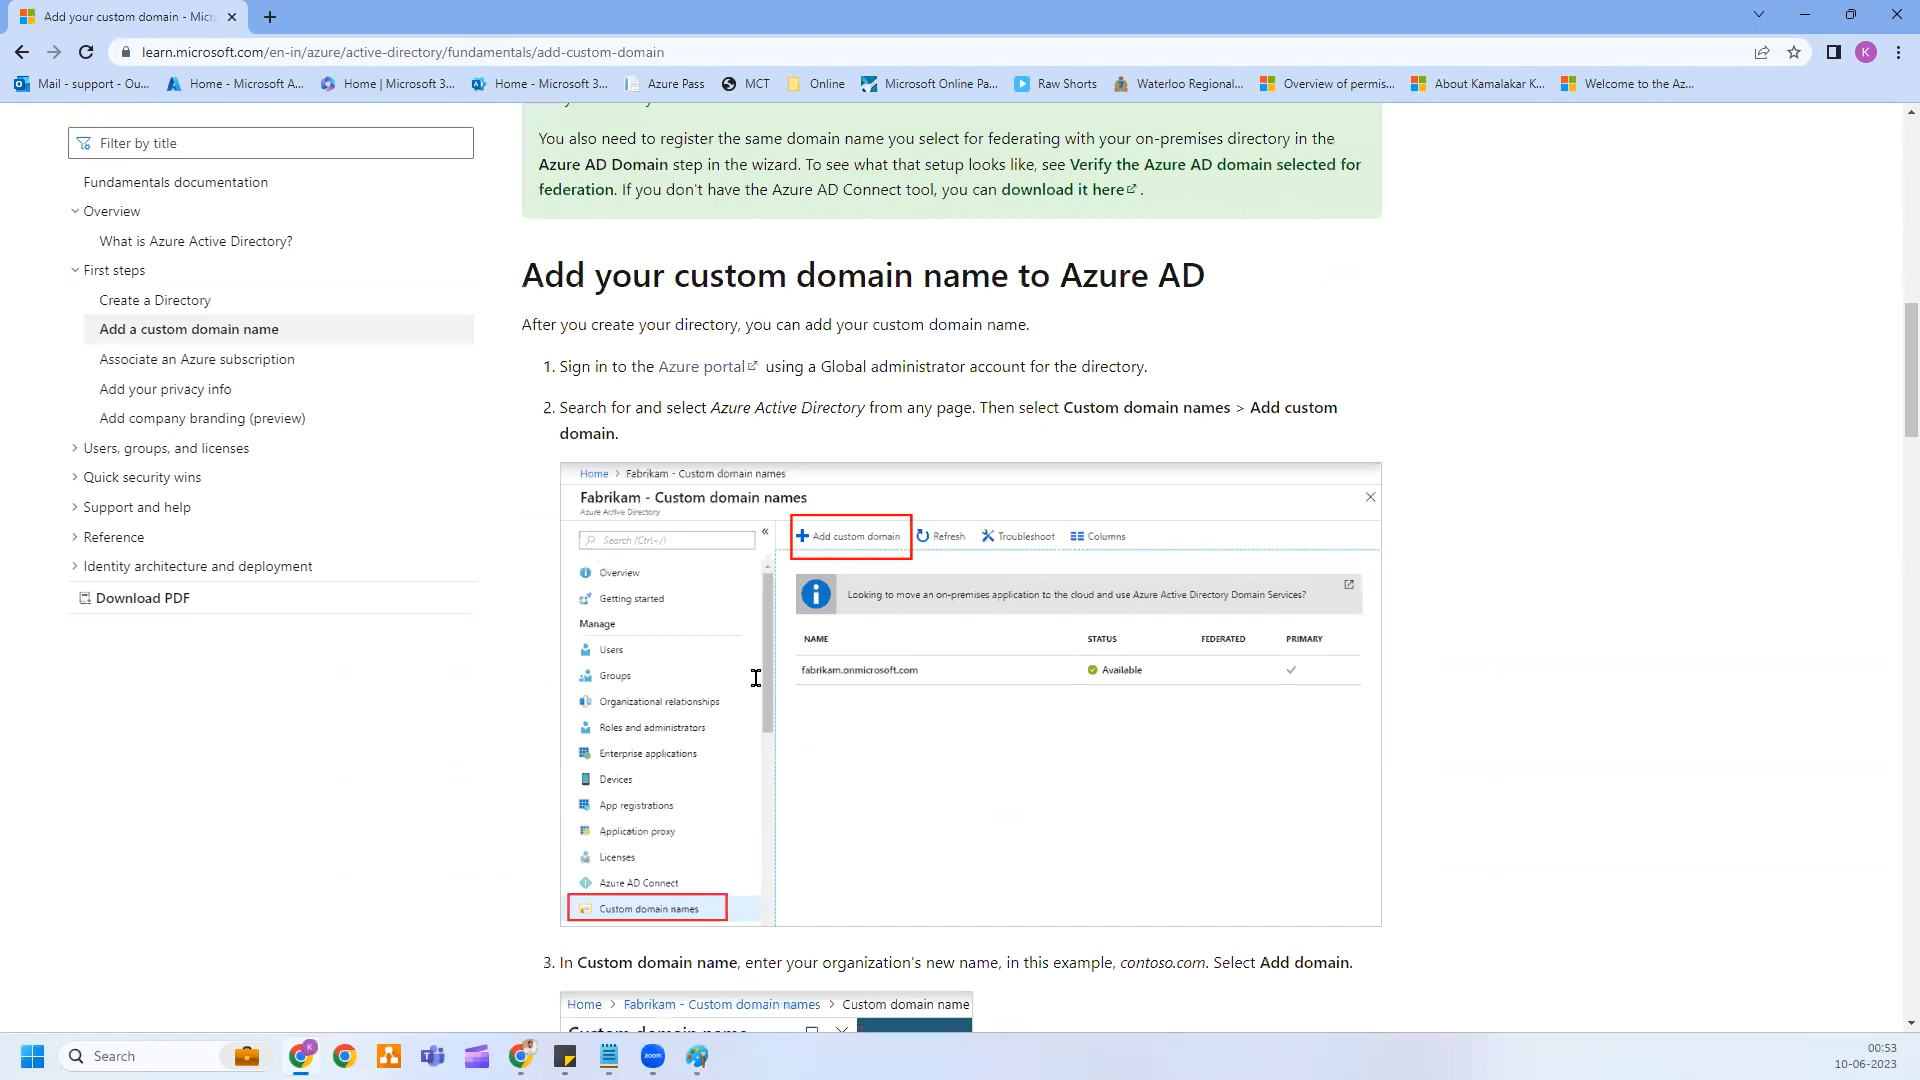 Add your custom domain - Micr
learn.microsoft.com/en-in/azure/active-directory/fundamentals/add-custom-domain
K
Mail - support - Ou...
Home - Microsoft A...
Home | Microsoft 3...
Home - Microsoft 3...
Azure Pass
MCT
Online
Microsoft Online Pa...
Raw Shorts
Waterloo Regional...
Overview of permis...
About Kamalakar K...
Welcome to the Az...
Filter by title
Fundamentals documentation
Overview
What is Azure Active Directory?
First steps
Create a Directory
Add a custom domain name
Associate an Azure subscription
Add your privacy info
Add company branding (preview)
Users, groups, and licenses
Quick security wins
Support and help
Reference
Identity architecture and deployment
Download PDF
You also need to register the same domain name you select for federating with your on-premises directory in the
Azure AD Domain step in the wizard. To see what that setup looks like, see Verify the Azure AD domain selected for
federation. If you don't have the Azure AD Connect tool, you can download it here .
Add your custom domain name to Azure AD
After you create your directory, you can add your custom domain name.
1. Sign in to the Azure portal using a Global administrator account for the directory.
2. Search for and select Azure Active Directory from any page. Then select Custom domain names > Add custom
domain.
Home > Fabrikam - Custom domain names
Fabrikam - Custom domain names
Azure Active Directory
Search (Ctrl+/)
«
Overview
Getting started
Manage
Users
Groups
Organizational relationships
Roles and administrators
Enterprise applications
Devices
App registrations
Application proxy
Licenses
Azure AD Connect
Custom domain names
Add custom domain
Refresh
Troubleshoot
Columns
Looking to move an on-premises application to the cloud and use Azure Active Directory Domain Services?
NAME STATUS FEDERATED PRIMARY
fabrikam.onmicrosoft.com Available
3. In Custom domain name, enter your organization's new name, in this example, contoso.com. Select Add domain.
Home > Fabrikam - Custom domain names > Custom domain name
Custom domain name
Search
K
zoom
00:53
10-06-2023